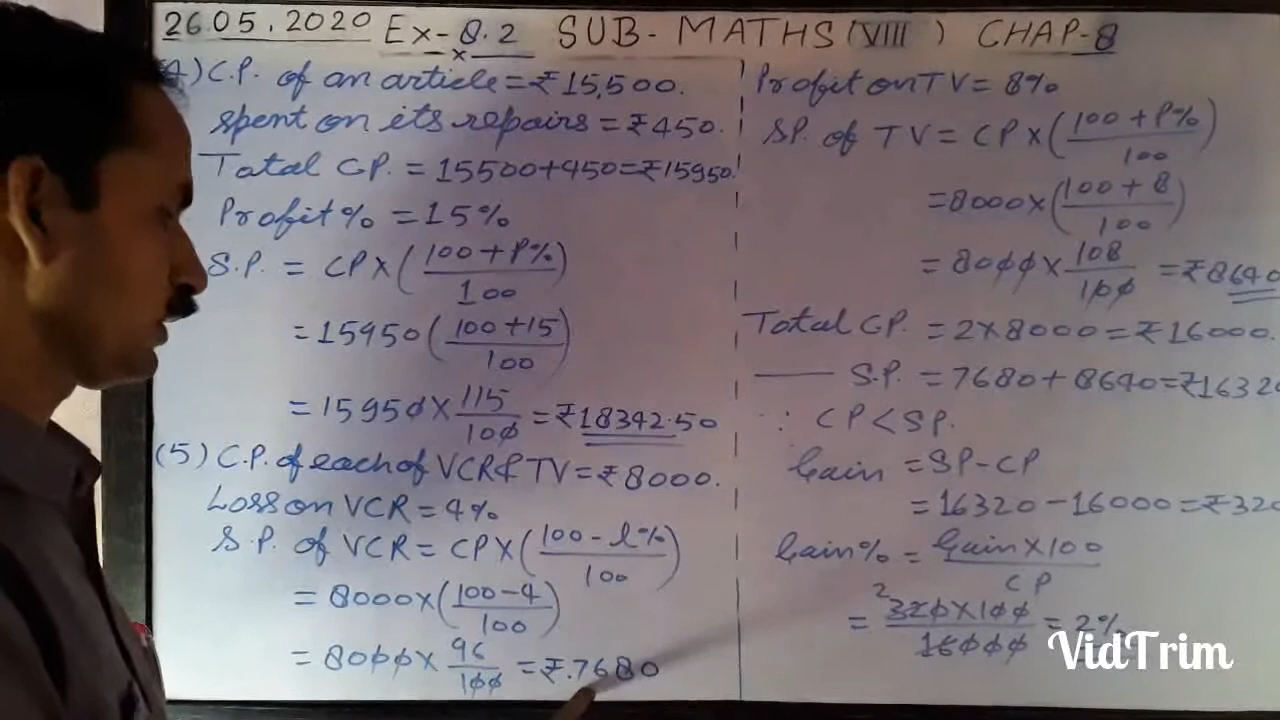 26.05.2020 Ex-8.2 SUB-MATHS(VIII) CHAP-8
4) C.P. of an article = ₹15,500.
spent on its repairs = ₹450.
Total CP. = 15500+450=₹15950.
Profit% = 15%
S.P. = CP×(100+P%/100)
= 15950(100+15/100)
= 15950×115/100 = ₹18342.50
(5) C.P. of each of VCR & TV = ₹8000.
Loss on VCR = 4%
S.P. of VCR = CP×(100-l%/100)
= 8000×(100-4/100)
= 8000×96/100 = ₹.7680
Profit on TV = 8%
SP. of TV = CP×(100+P%/100)
= 8000×(100+8/100)
= 8000×108/100 = ₹8640
Total CP. = 2×8000 = ₹16000.
—— S.P. = 7680+8640=₹1632
∵ CP < SP.
Gain = SP-CP
= 16320-16000=₹320
Gain% = Gain×100/CP
= 2 320×100/16000 = 2%
VidTrim